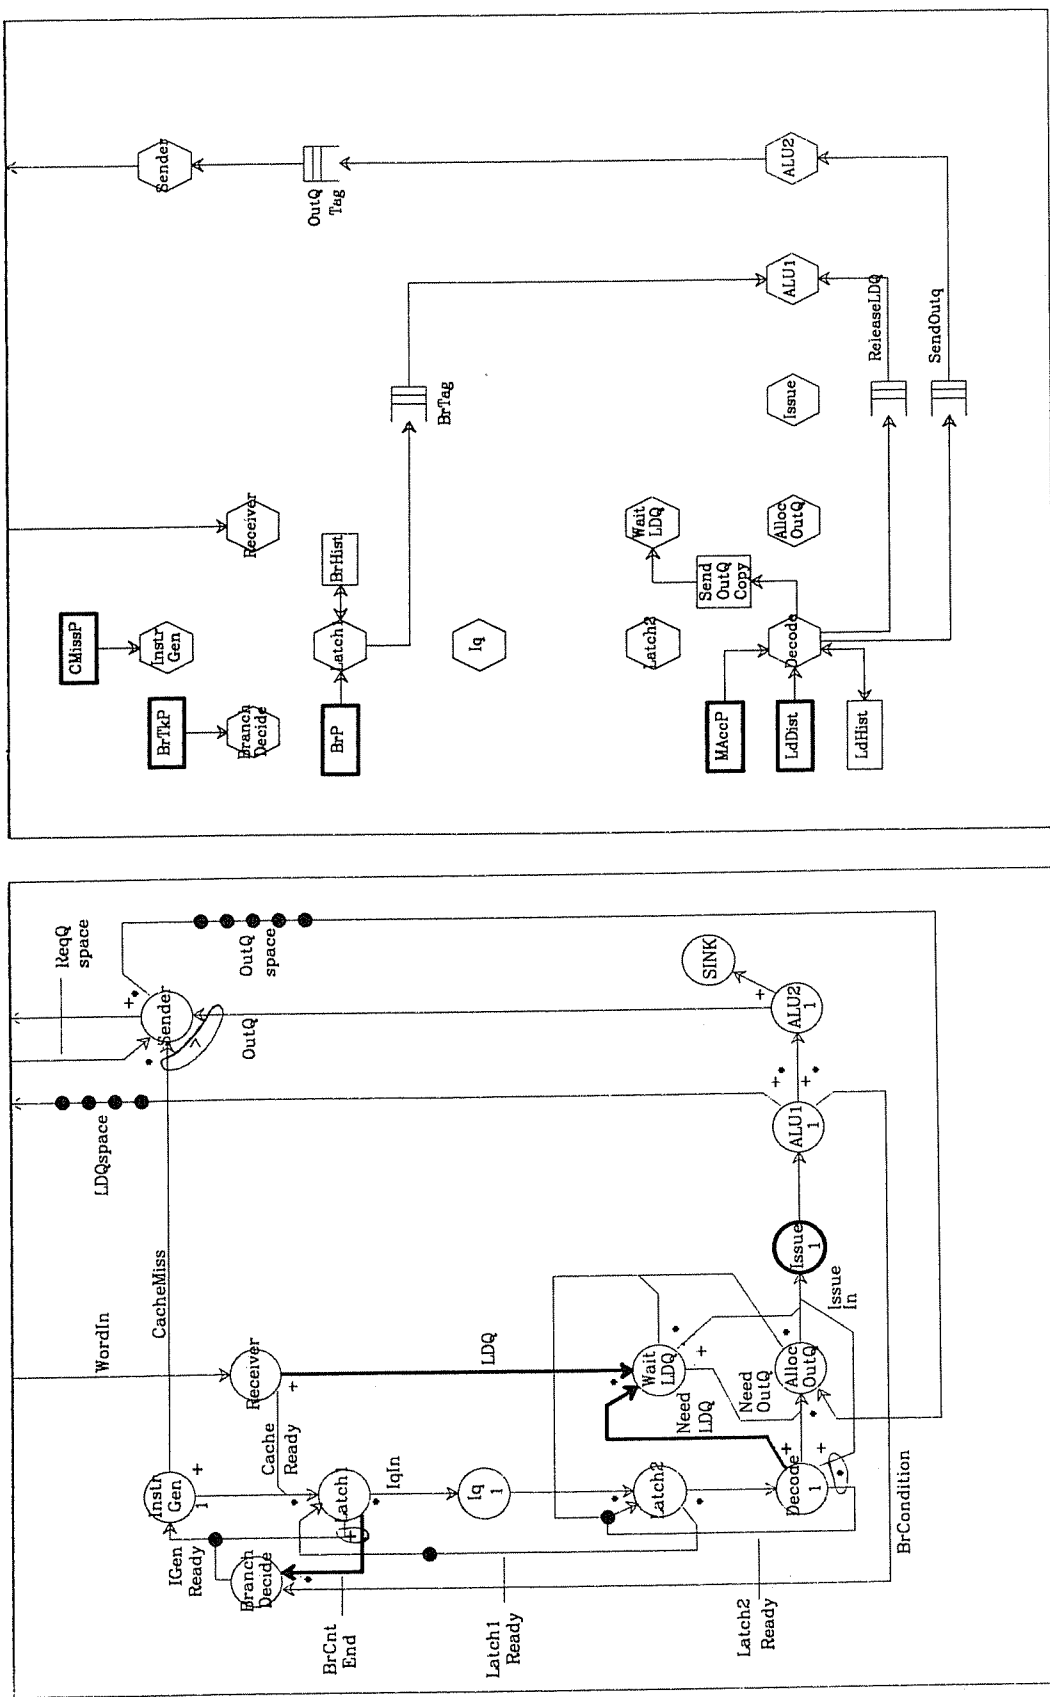 CMissP
Instr
Gen
BrTkP
Branch
Decide
Receiver
Sender
OutQ
Tag
BrP
Latch1
BrHist
BrTag
Iq
Latch2
Wait
LDQ
Send
OutQ
Copy
MAccP
LdDist
LdHist
Decode
Alloc
OutQ
Issue
ALU1
ALU2
ReleaseLDQ
SendOutq
WordIn
CacheMiss
LDQspace
ReqQ
space
Sender
+
*
*
OutQ
space
OutQ
Instr
Gen
1
+
IGen
Ready
Branch
Decide
*
Receiver
+
Cache
Ready
Latch1
*
*
+
IqIn
BrCnt
End
Iq
1
Latch1
Ready
LDQ
Latch2
*
*
Latch2
Ready
Wait
LDQ
*
*
+
Need
LDQ
Need
OutQ
Decode
1
+
+
*
*
Alloc
OutQ
*
Issue
In
Issue
1
ALU1
1
+*
+*
ALU2
1
+
SINK
BrCondition